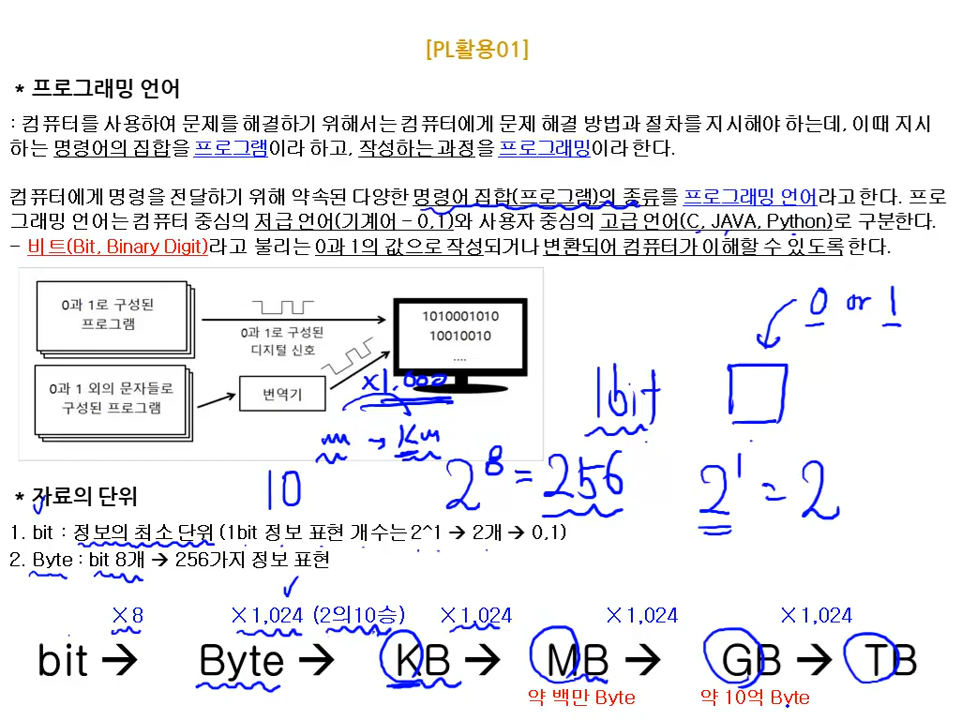 [PL활용01]
* 프로그래밍 언어
: 컴퓨터를 사용하여 문제를 해결하기 위해서는 컴퓨터에게 문제 해결 방법과 절차를 지시해야 하는데, 이때 지시
하는 명령어의 집합을 프로그램이라 하고, 작성하는 과정을 프로그래밍이라 한다.
컴퓨터에게 명령을 전달하기 위해 약속된 다양한 명령어 집합(프로그램)의 종류를 프로그래밍 언어라고 한다. 프로
그래밍 언어는 컴퓨터 중심의 저급 언어(기계어 - 0,1)와 사용자 중심의 고급 언어(C, JAVA, Python)로 구분한다.
- 비트(Bit, Binary Digit)라고 불리는 0과 1의 값으로 작성되거나 변환되어 컴퓨터가 이해할 수 있도록 한다.
0과 1로 구성된
프로그램
0과 1로 구성된
디지털 신호
1010001010
10010010
....
0 or 1
0과 1 외의 문자들로
구성된 프로그램
번역기
x1,000
1bit
m → Km
10
2^8 = 256
2^1 = 2
* 자료의 단위
1. bit : 정보의 최소 단위 (1bit 정보 표현 개수는 2^1 → 2개 → 0,1)
2. Byte : bit 8개 → 256가지 정보 표현
×8 ×1,024 (2의10승) ×1,024 ×1,024 ×1,024
bit → Byte → KB → MB → GB → TB
약 백만 Byte 약 10억 Byte